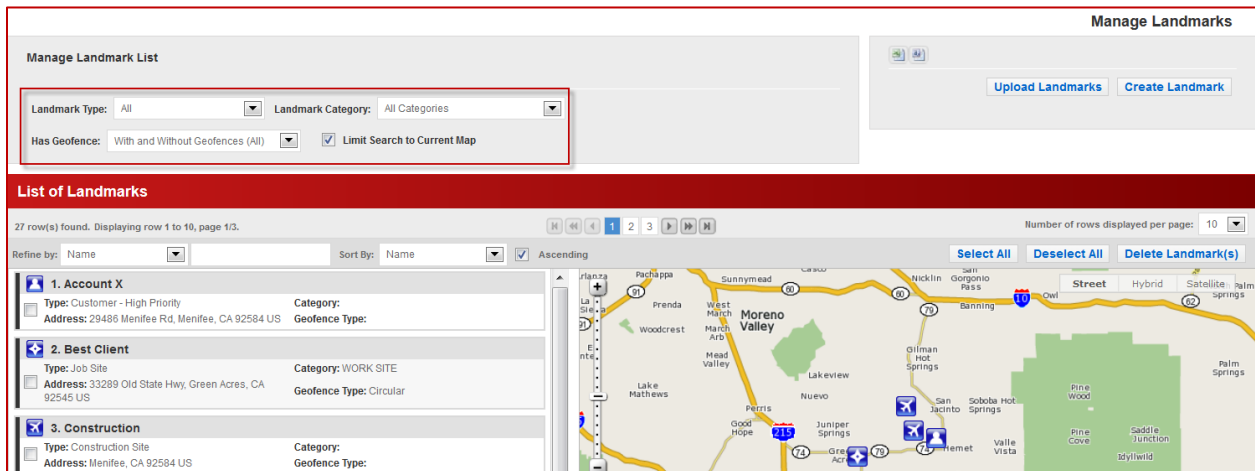 Manage Landmarks
Manage Landmark List
Upload Landmarks Create Landmark
Landmark Type: All Landmark Category: All Categories
Has Geofence: With and Without Geofences (All) Limit Search to Current Map
List of Landmarks
27 row(s) found. Displaying row 1 to 10, page 1/3. 1 2 3 Number of rows displayed per page: 10
Refine by: Name Sort By: Name Ascending Select All Deselect All Delete Landmark(s)
1. Account X
Type: Customer - High Priority Category:
Address: 29486 Menifee Rd, Menifee, CA 92584 US Geofence Type:
2. Best Client
Type: Job Site Category: WORK SITE
Address: 33289 Old State Hwy, Green Acres, CA
92545 US
Geofence Type: Circular
3. Construction
Type: Construction Site Category:
Address: Menifee, CA 92584 US Geofence Type:
Street Hybrid Satellite
Pachappa
Sunnymead
60
Nicklin
San
Gorgonio
Pass
91
Prenda
West
March
Moreno
Valley
60
79
Banning
10
Owl
62
Palm
Springs
91
Woodcrest
March
Arb
Mead
Valley
Lakeview
Gilman
Hot
Springs
Palm
Springs
Lake
Mathews
Nuevo
Pine
Wood
Perris
San
Jacinto
Soboba Hot
Springs
Good
Hope
215
Juniper
Springs
Pine
Cove
Saddle
Junction
74
79
74
Hemet
Valle
Vista
Idyllwild